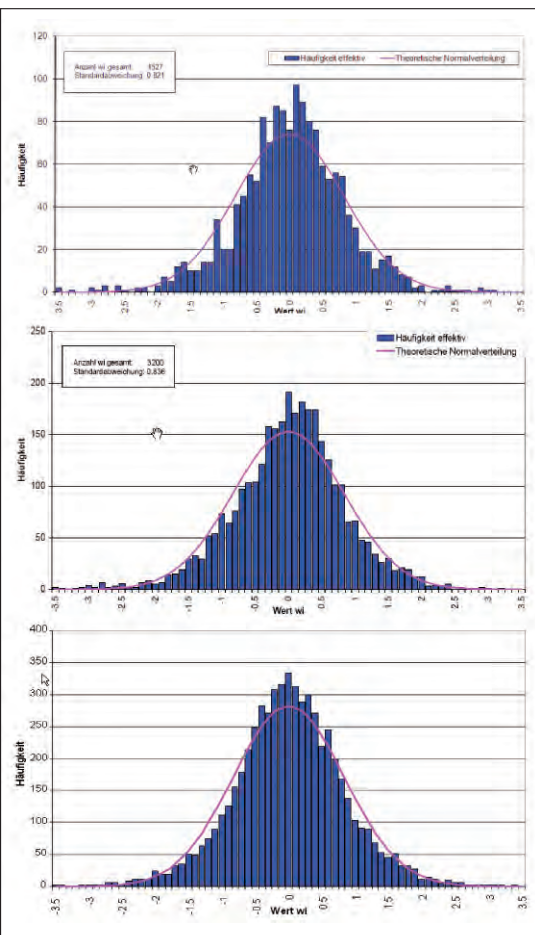 120
100
80
60
40
20
0
Häufigkeit
Anzahl wi gesamt: 1527
Standardabweichung: 0.821
Häufigkeit effektiv
Theoretische Normalverteilung
-3.5 -3 -2.5 -2 -1.5 -1 -0.5 0 0.5 1 1.5 2 2.5 3 3.5
Wert wi
250
200
150
100
50
0
Häufigkeit
Anzahl wi gesamt: 3200
Standardabweichung: 0.836
Häufigkeit effektiv
Theoretische Normalverteilung
-3.5 -3 -2.5 -2 -1.5 -1 -0.5 0 0.5 1 1.5 2 2.5 3 3.5
Wert wi
400
350
300
250
200
150
100
50
0
Häufigkeit
-3.5 -3 -2.5 -2 -1.5 -1 -0.5 0 0.5 1 1.5 2 2.5 3 3.5
Wert wi